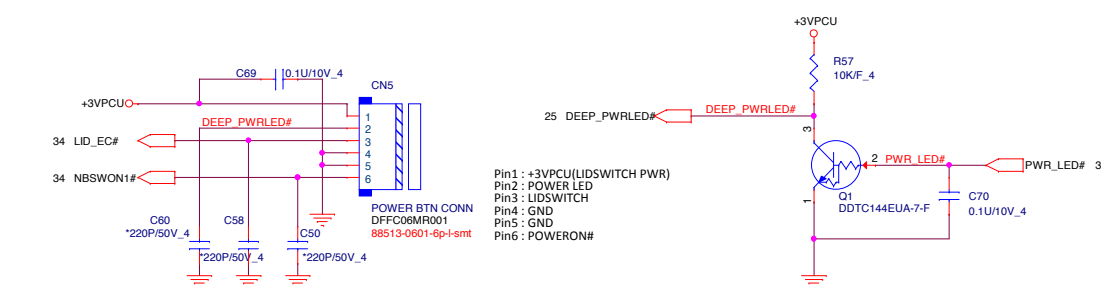 +3VPCU
R57
10K/F_4
C69
0.1U/10V_4
CN5
+3VPCU
DEEP_PWRLED#
25 DEEP_PWRLED#
DEEP_PWRLED#
1
2
3
4
5
6
34 LID_EC#
34 NBSWON1#
3
2
PWR_LED#
PWR_LED# 3
1
Q1
DDTC144EUA-7-F
C70
0.1U/10V_4
Pin1 : +3VPCU(LIDSWITCH PWR)
Pin2 : POWER LED
Pin3 : LIDSWITCH
Pin4 : GND
Pin5 : GND
Pin6 : POWERON#
POWER BTN CONN
DFFC06MR001
88513-0601-6p-l-smt
C60
*220P/50V_4
C58
*220P/50V_4
C50
*220P/50V_4